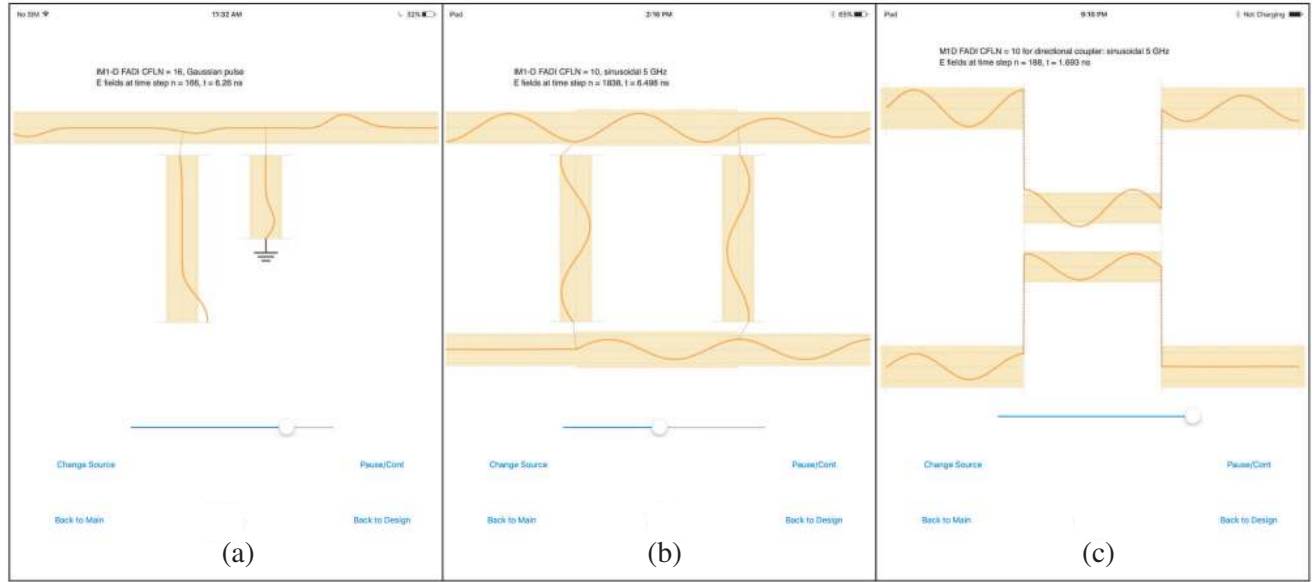 No SIM 11:32 AM 32%
IM1-D FADI CFLN = 16, Gaussian pulse
E fields at time step n = 166, t = 6.26 ns
Change Source Pause/Cont
Back to Main Back to Design
(a)
iPad 2:16 PM 65%
IM1-D FADI CFLN = 10, sinusoidal 5 GHz
E fields at time step n = 1838, t = 6.498 ns
Change Source Pause/Cont
Back to Main Back to Design
(b)
iPad 9:10 PM Not Charging
M1D FADI CFLN = 10 for directional coupler: sinusoidal 5 GHz
E fields at time step n = 188, t = 1.693 ns
Change Source Pause/Cont
Back to Main Back to Design
(c)